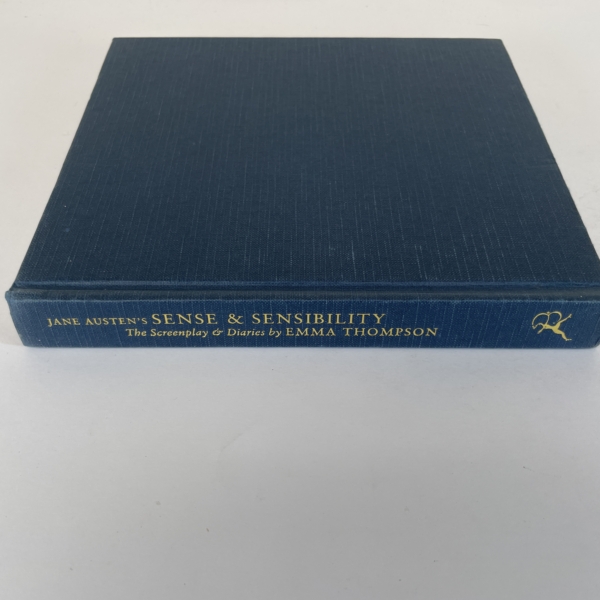 JANE AUSTEN'S SENSE & SENSIBILITY
The Screenplay & Diaries by EMMA THOMPSON